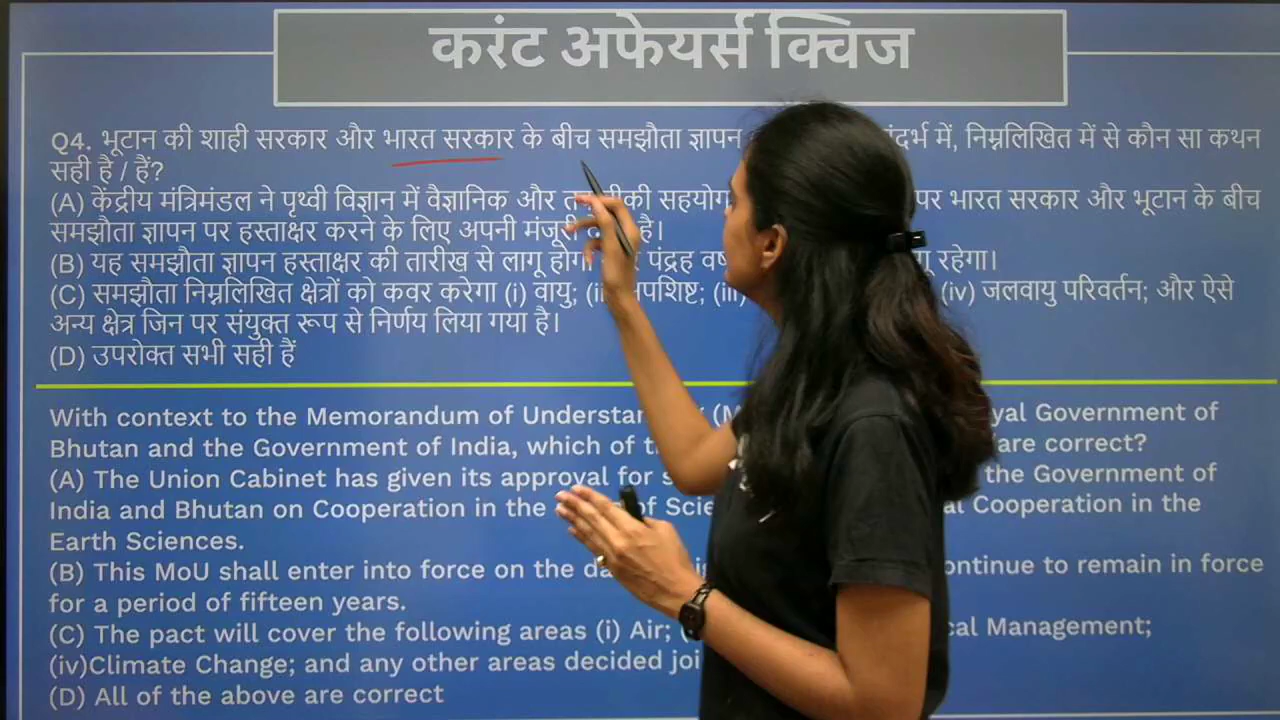 करंट अफेयर्स क्विज
Q4. भूटान की शाही सरकार और भारत सरकार के बीच समझौता ज्ञापन में, निम्नलिखित में से कौन सा कथन
सही है / हैं?
(A) केंद्रीय मंत्रिमंडल ने पृथ्वी विज्ञान में वैज्ञानिक और सहयोग पर भारत सरकार और भूटान के बीच
समझौता ज्ञापन पर हस्ताक्षर करने के लिए अपनी मंजूरी है।
(B) यह समझौता ज्ञापन हस्ताक्षर की तारीख से लागू होगा पंद्रह रहेगा।
(C) समझौता निम्नलिखित क्षेत्रों को कवर करेगा (i) वायु; अपशिष्ट; (iv) जलवायु परिवर्तन; और ऐसे
अन्य क्षेत्र जिन पर संयुक्त रूप से निर्णय लिया गया है।
(D) उपरोक्त सभी सही हैं
With context to the Memorandum of Government of
Bhutan and the Government of India, which of are correct?
(A) The Union Cabinet has given its approval for the Government of
India and Bhutan on Cooperation in the of Cooperation in the
Earth Sciences.
(B) This MoU shall enter into force on the to remain in force
for a period of fifteen years.
(C) The pact will cover the following areas (i) Air; Management;
(iv)Climate Change; and any other areas decided
(D) All of the above are correct